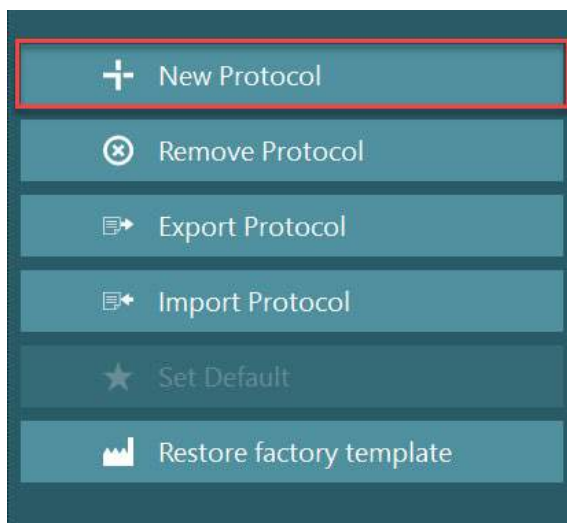 New Protocol
Remove Protocol
Export Protocol
Import Protocol
Set Default
Restore factory template